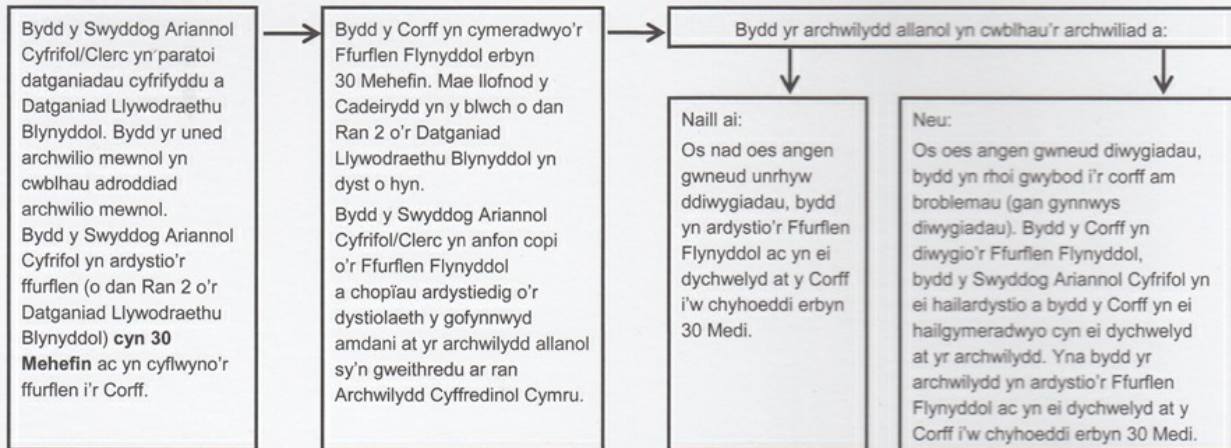 Bydd y Swyddog Ariannol
Cyfrifol/Clerc yn paratoi
datganiadau cyfrifyddu a
Datganiad Llywodraethu
Blynyddol. Bydd yr uned
archwilio mewnol yn
cwblhau adroddiad
archwilio mewnol.
Bydd y Swyddog Ariannol
Cyfrifol yn ardystio'r
ffurflen (o dan Ran 2 o'r
Datganiad Llywodraethu
Blynyddol) cyn 30
Mehefin ac yn cyflwyno'r
ffurflen i'r Corff.
Bydd y Corff yn cymeradwyo'r
Ffurflen Flynyddol erbyn
30 Mehefin. Mae llofnod y
Cadeirydd yn y blwch o dan
Ran 2 o'r Datganiad
Llywodraethu Blynyddol yn
dyst o hyn.
Bydd y Swyddog Ariannol
Cyfrifol/Clerc yn anfon copi
o'r Ffurflen Flynyddol
a chopïau ardystiedig o'r
dystiolaeth y gofynnwyd
amdani at yr archwilydd allanol
sy'n gweithredu ar ran
Archwilydd Cyffredinol Cymru.
Bydd yr archwilydd allanol yn cwblhau'r archwiliad a:
Naill ai:
Os nad oes angen
gwneud unrhyw
ddiwygiadau, bydd
yn ardystio'r Ffurflen
Flynyddol ac yn ei
dychwelyd at y Corff
i'w chyhoeddi erbyn
30 Medi.
Neu:
Os oes angen gwneud diwygiadau,
bydd yn rhoi gwybod i'r corff am
broblemau (gan gynnwys
diwygiadau). Bydd y Corff yn
diwygio'r Ffurflen Flynyddol,
bydd y Swyddog Ariannol Cyfrifol yn
ei hailardystio a bydd y Corff yn ei
hailgymeradwyo cyn ei dychwelyd
at yr archwilydd. Yna bydd yr
archwilydd yn ardystio'r Ffurflen
Flynyddol ac yn ei dychwelyd at y
Corff i'w chyhoeddi erbyn 30 Medi.